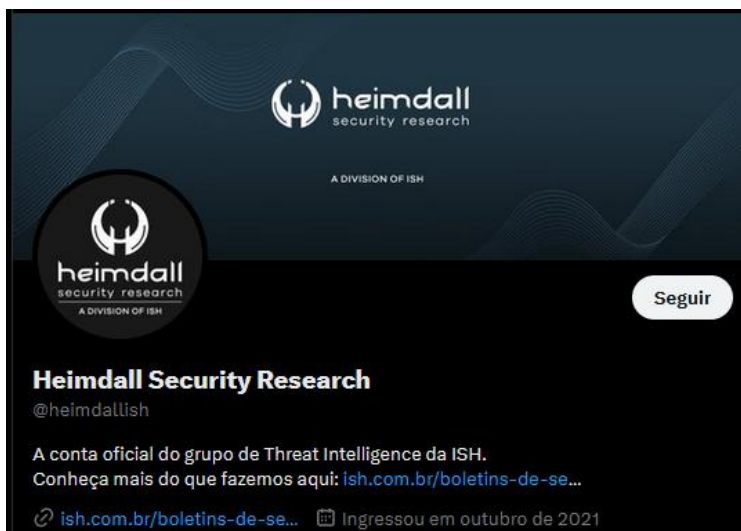 heimdall
security research
A DIVISION OF ISH
heimdall
security research
A DIVISION OF ISH
Seguir
Heimdall Security Research
@heimdallish
A conta oficial do grupo de Threat Intelligence da ISH.
Conheça mais do que fazemos aqui: ish.com.br/boletins-de-se...
ish.com.br/boletins-de-se... Ingressou em outubro de 2021